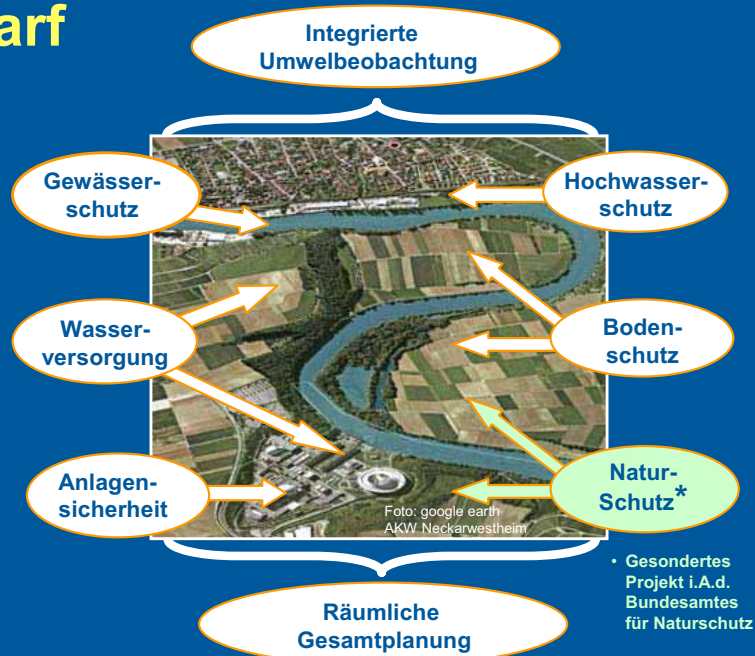 arf
Integrierte
Umwelbeobachtung
Gewässer-
schutz
Hochwasser-
schutz
Wasser-
versorgung
Boden-
schutz
Anlagen-
sicherheit
Natur-
Schutz*
Foto: google earth
AKW Neckarwestheim
• Gesondertes
Projekt i.A.d.
Bundesamtes
für Naturschutz
Räumliche
Gesamtplanung